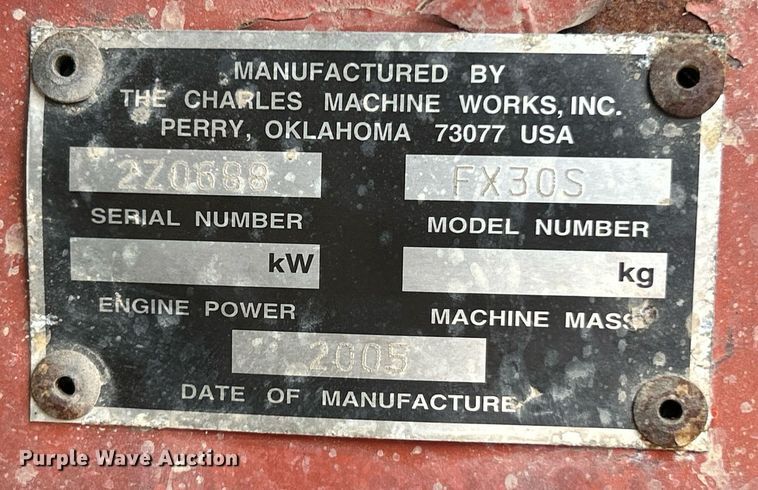 MANUFACTURED BY
THE CHARLES MACHINE WORKS, INC.
PERRY, OKLAHOMA 73077 USA
2Z0688 FX30S
SERIAL NUMBER MODEL NUMBER
kW kg
ENGINE POWER MACHINE MASS
2005
DATE OF MANUFACTURE
Purple Wave Auction